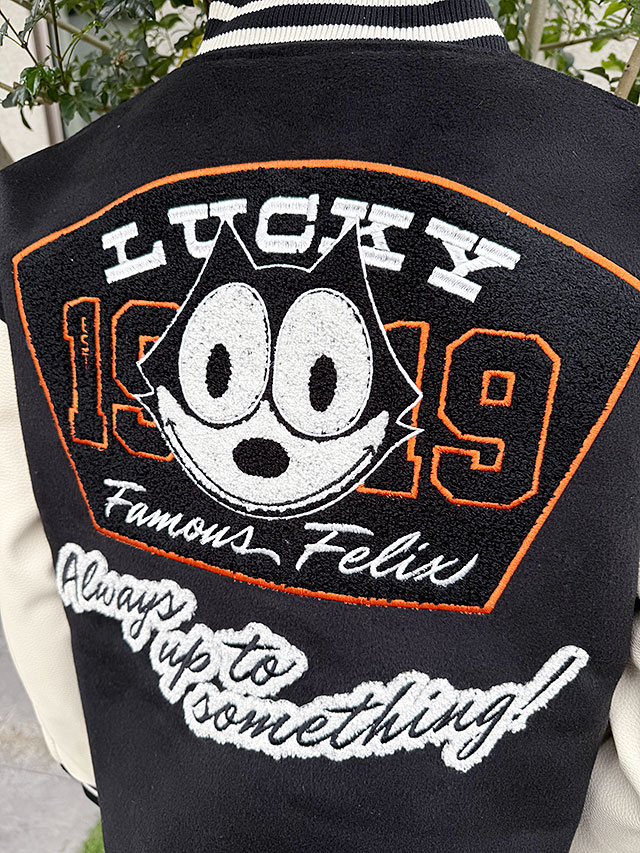 LUCKY
EST
1919
Famous Felix
Always
up to
something!